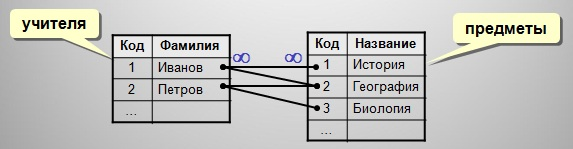 учителя
предметы
Код Фамилия
1 Иванов
2 Петров
...
∞ ∞
Код Название
1 История
2 География
3 Биология
...